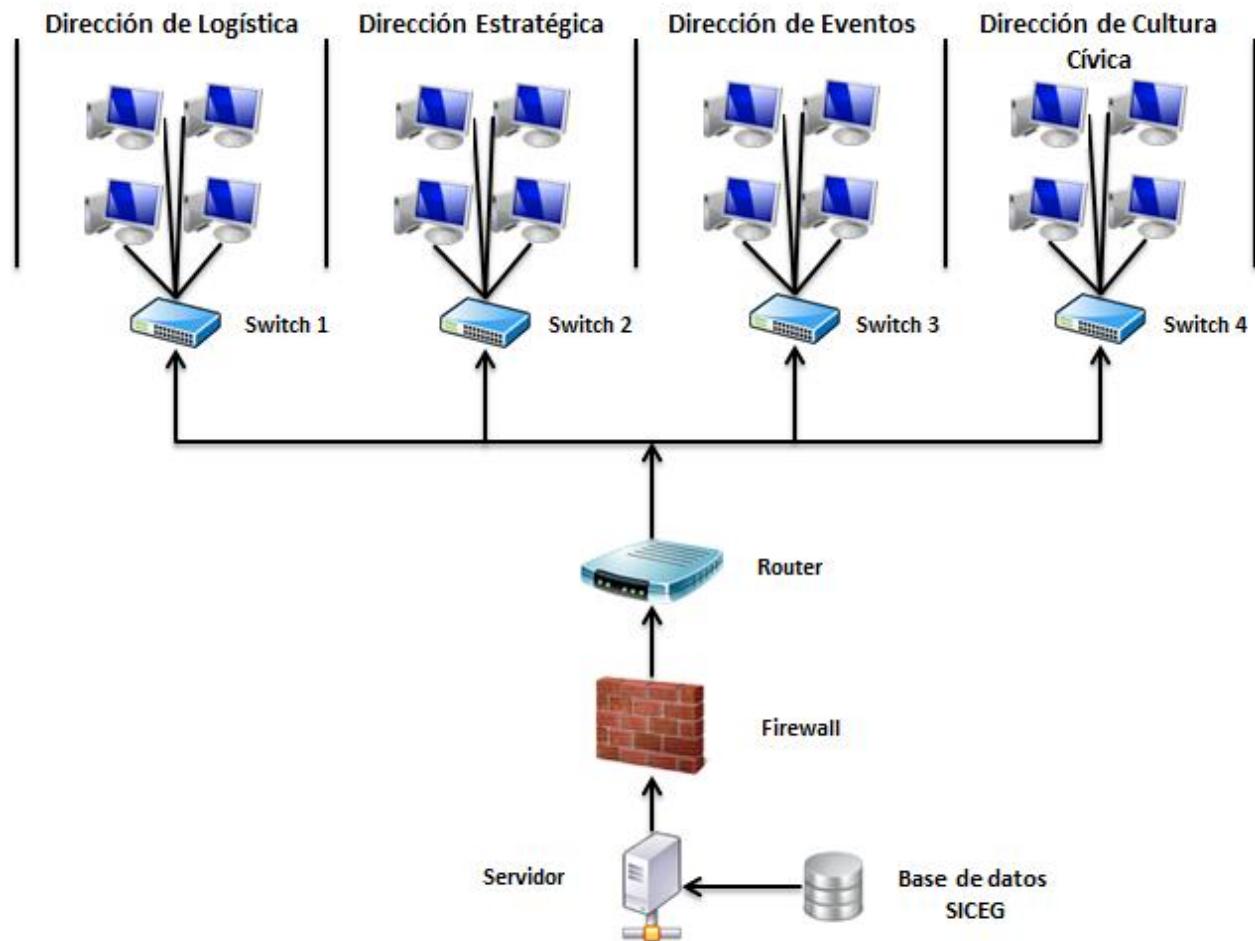 Dirección de Logística
Dirección Estratégica
Dirección de Eventos
Dirección de Cultura
Cívica
Switch 1
Switch 2
Switch 3
Switch 4
Router
Firewall
Servidor
Base de datos
SICEG